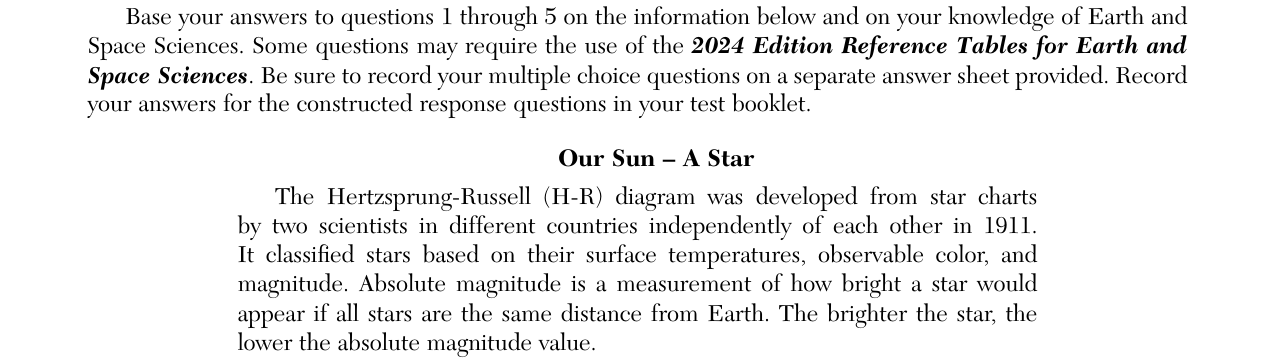 Base your answers to questions 1 through 5 on the information below and on your knowledge of Earth and
Space Sciences. Some questions may require the use of the 2024 Edition Reference Tables for Earth and
Space Sciences. Be sure to record your multiple choice questions on a separate answer sheet provided. Record
your answers for the constructed response questions in your test booklet.
Our Sun – A Star
The Hertzsprung-Russell (H-R) diagram was developed from star charts
by two scientists in different countries independently of each other in 1911.
It classified stars based on their surface temperatures, observable color, and
magnitude. Absolute magnitude is a measurement of how bright a star would
appear if all stars are the same distance from Earth. The brighter the star, the
lower the absolute magnitude value.